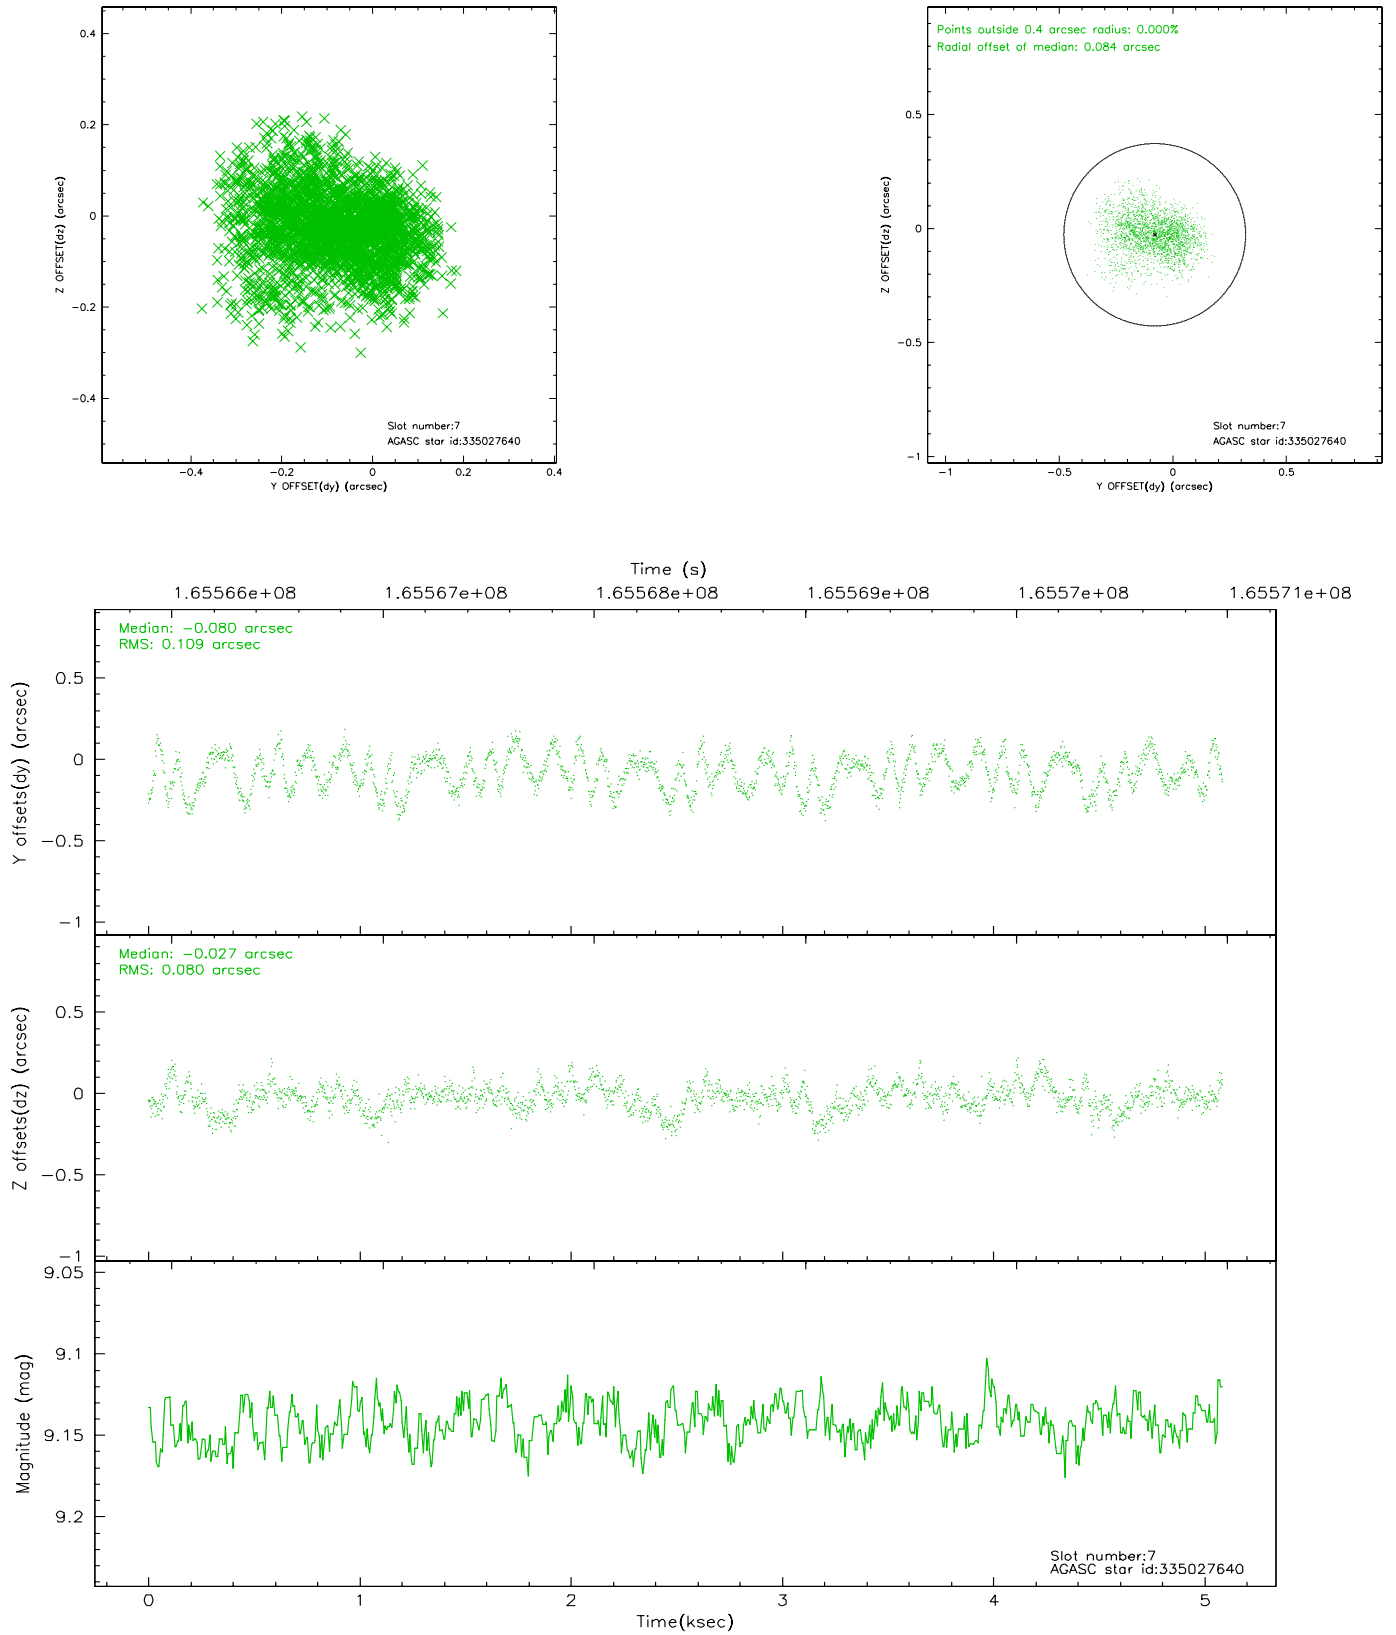 0.4
0.2
0
−0.2
−0.4
Z OFFSET(dz) (arcsec)
−0.4
−0.2
0
0.2
0.4
Y OFFSET(dy) (arcsec)
Slot number:7
AGASC star id:335027640
Points outside 0.4 arcsec radius: 0.000%
Radial offset of median: 0.084 arcsec
0.5
0
−0.5
−1
Z OFFSET(dz) (arcsec)
−1
−0.5
0
0.5
Y OFFSET(dy) (arcsec)
Slot number:7
AGASC star id:335027640
Time (s)
1.65566e+08
1.65567e+08
1.65568e+08
1.65569e+08
1.6557e+08
1.65571e+08
Median: −0.080 arcsec
RMS: 0.109 arcsec
0.5
0
−0.5
−1
Y offsets(dy) (arcsec)
Median: −0.027 arcsec
RMS: 0.080 arcsec
0.5
0
−0.5
−1
Z offsets(dz) (arcsec)
9.05
9.1
9.15
9.2
Magnitude (mag)
Slot number:7
AGASC star id:335027640
0
1
2
3
4
5
Time(ksec)